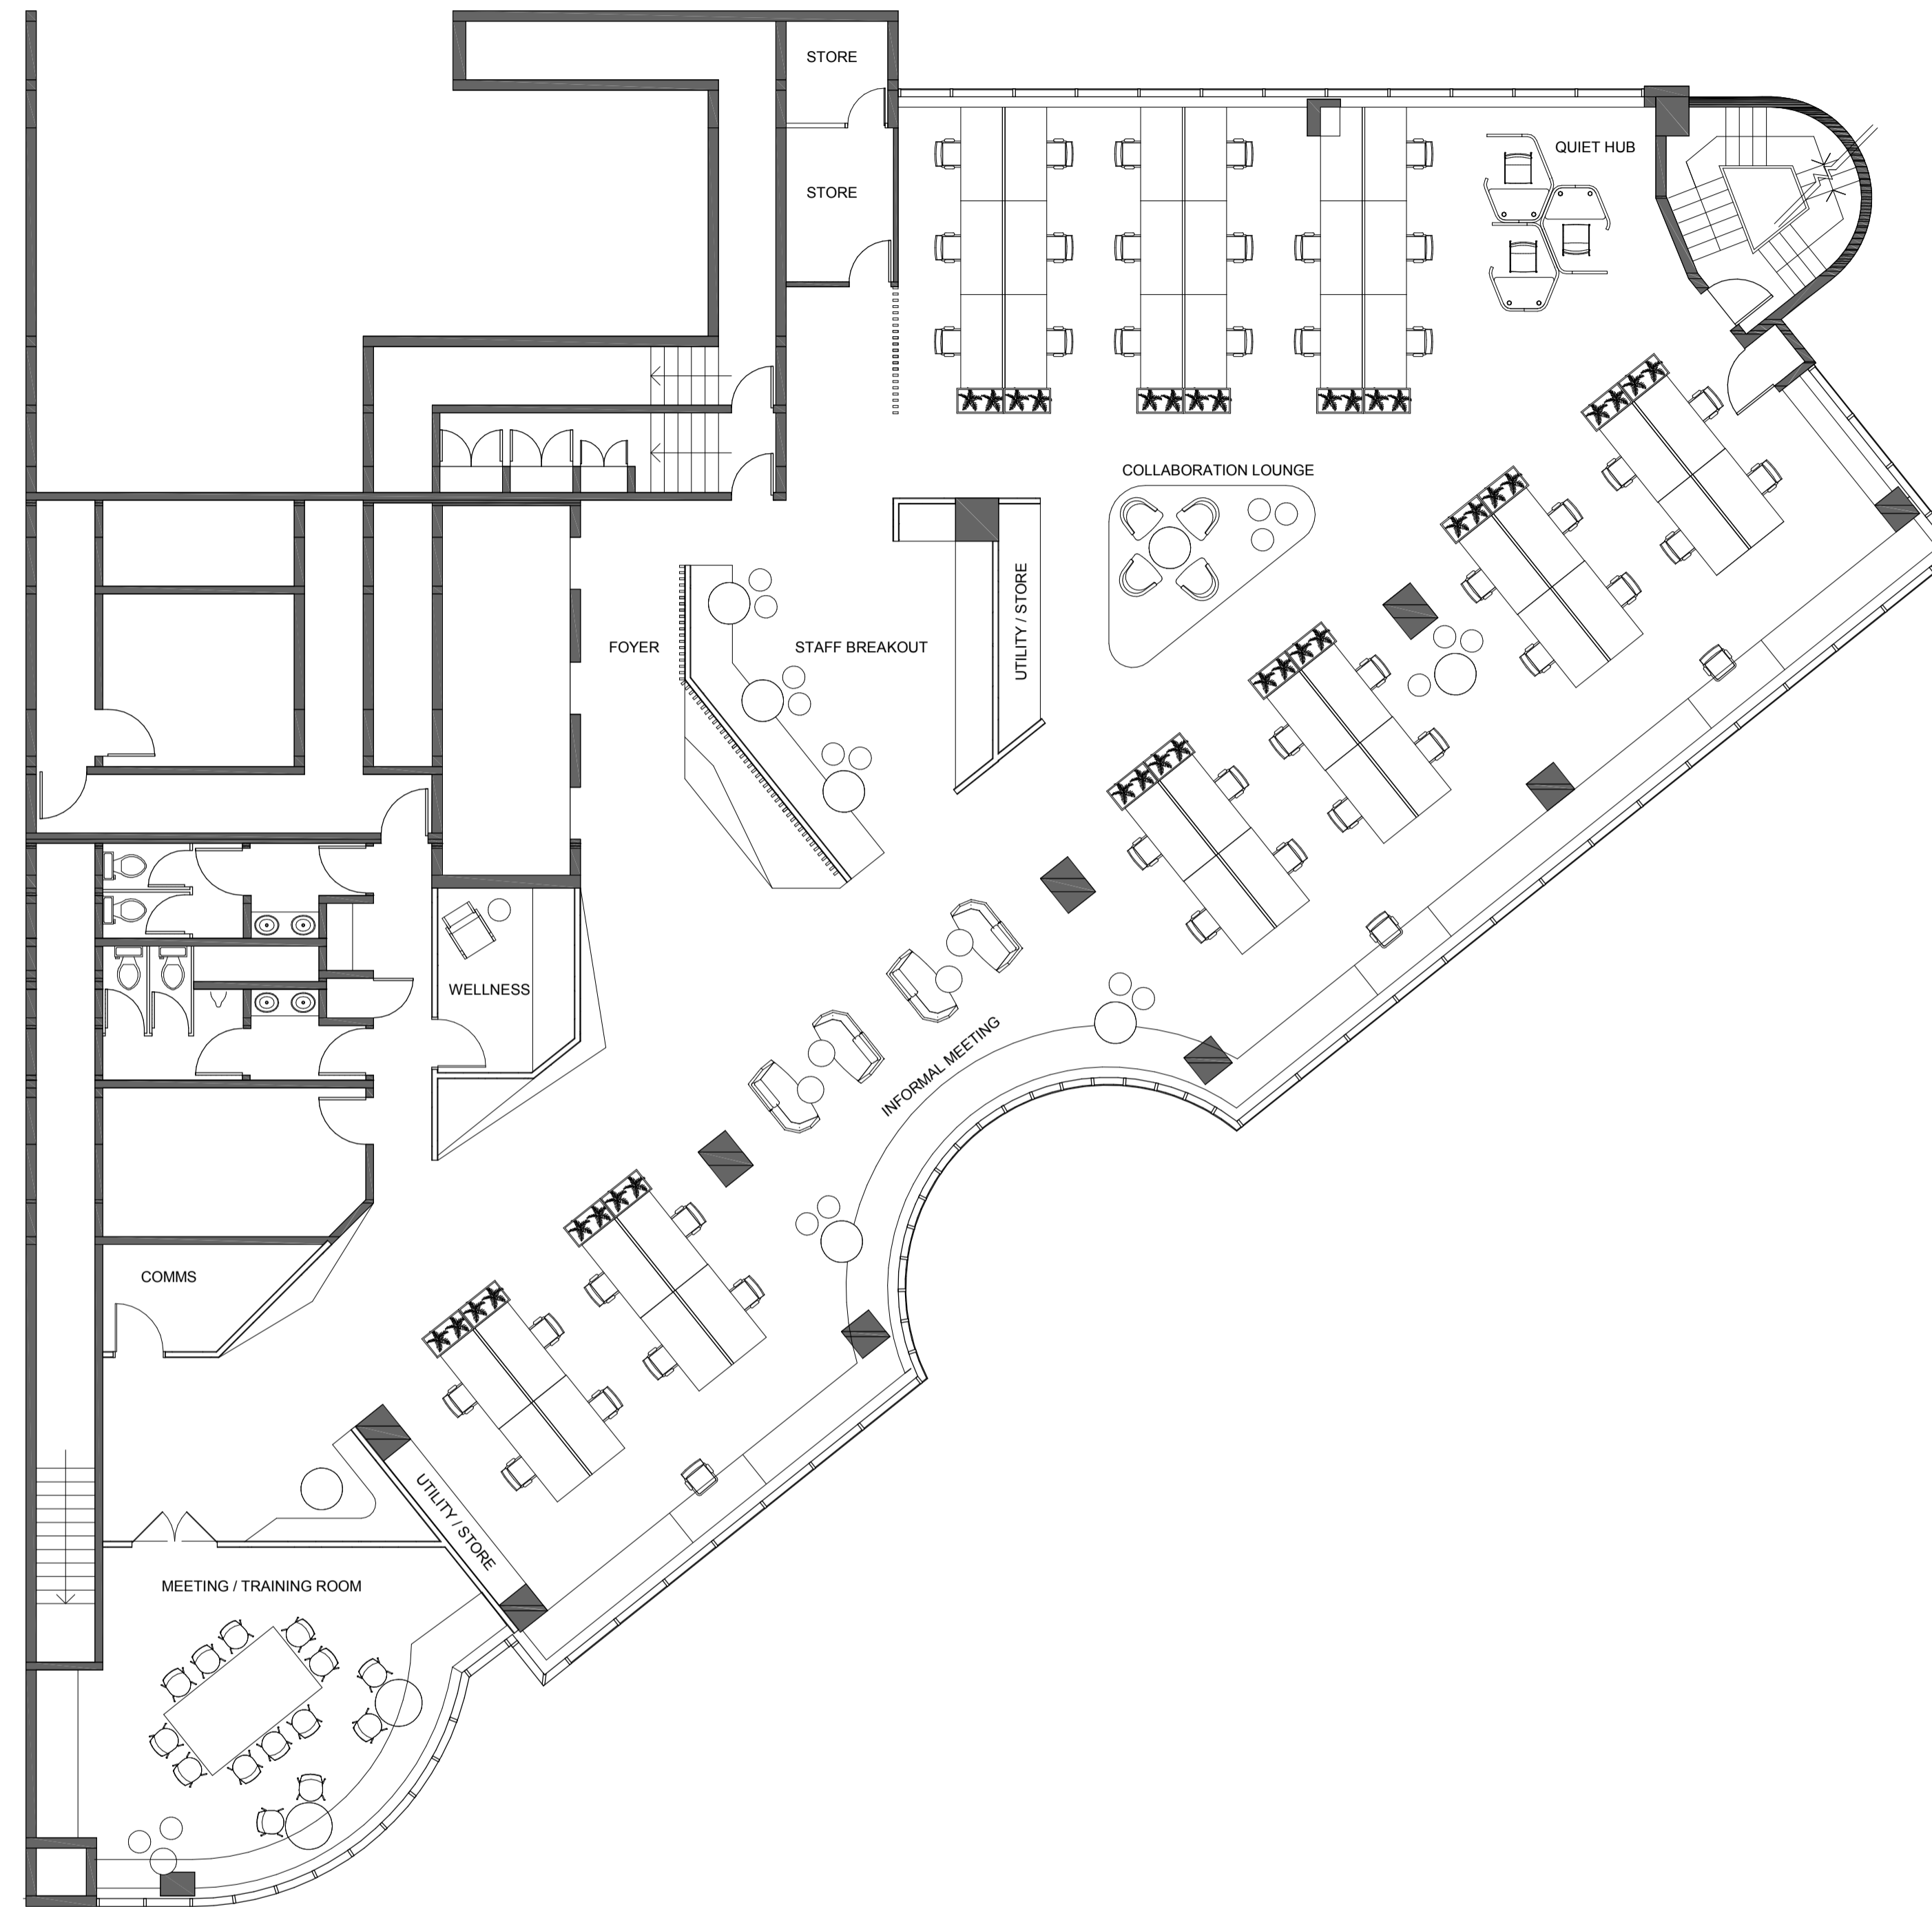 STORE
QUIET HUB
STORE
COLLABORATION LOUNGE
UTILITY / STORE
FOYER
STAFF BREAKOUT
WELLNESS
INFORMAL MEETING
COMMS
UTILITY / STORE
MEETING / TRAINING ROOM